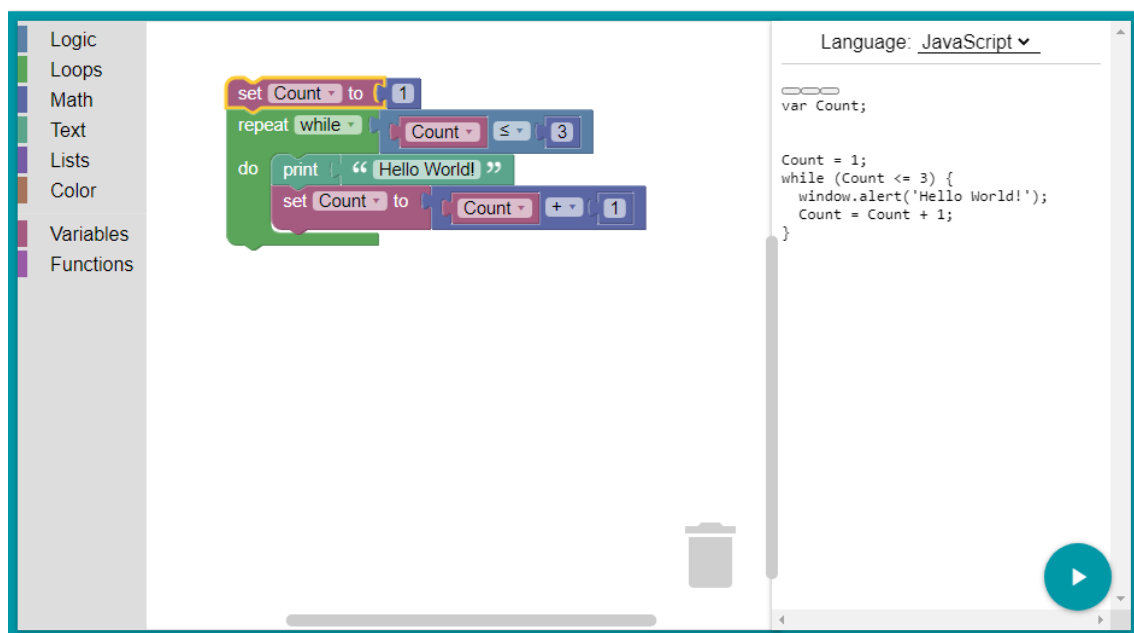 Logic
Loops
Math
Text
Lists
Color
Variables
Functions
set Count to 1
repeat while Count ≤ 3
do print “ Hello World! ”
set Count to Count + 1
Language: JavaScript
var Count;
Count = 1;
while (Count <= 3) {
  window.alert('Hello World!');
  Count = Count + 1;
}